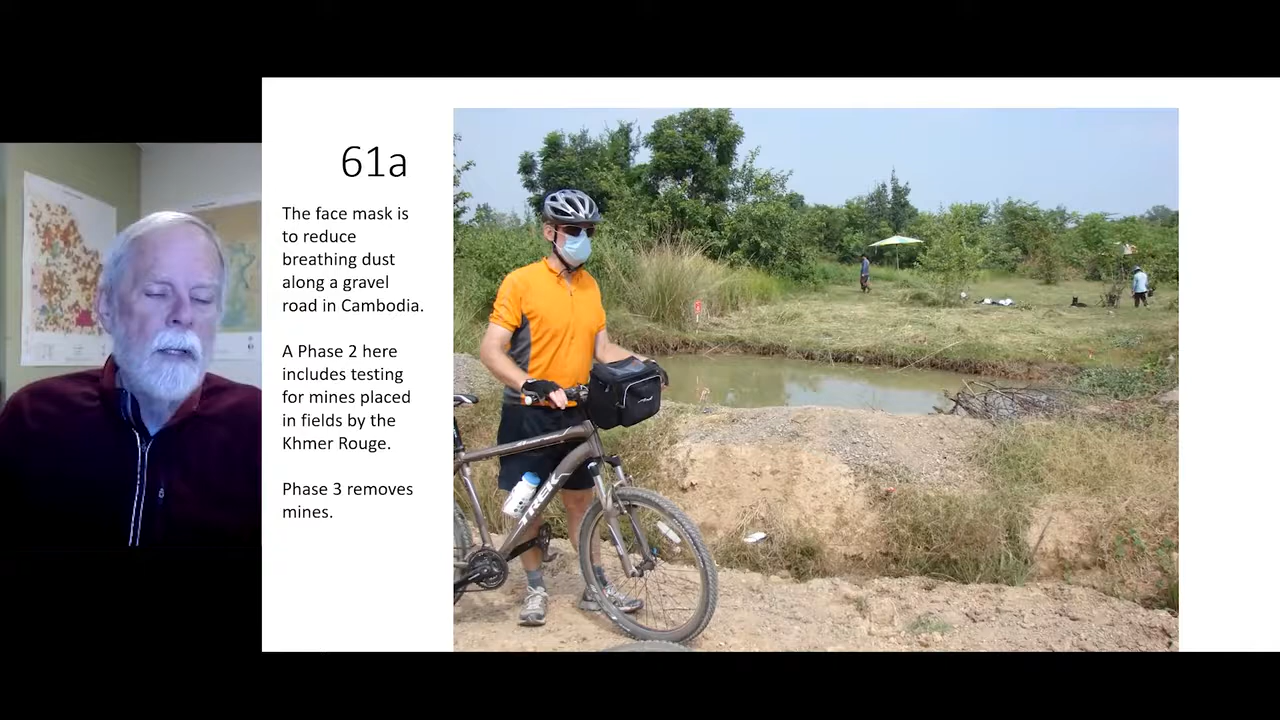 61a
The face mask is
to reduce
breathing dust
along a gravel
road in Cambodia.
A Phase 2 here
includes testing
for mines placed
in fields by the
Khmer Rouge.
Phase 3 removes
mines.
TREK